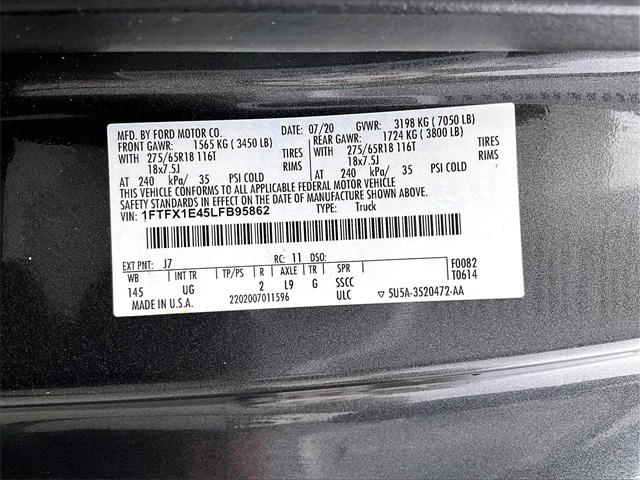 MFD. BY FORD MOTOR CO. DATE: 07/20 GVWR: 3198 KG (7050 LB)
FRONT GAWR: 1565 KG (3450 LB) REAR GAWR: 1724 KG (3800 LB)
WITH 275/65R18 116T TIRES WITH 275/65R18 116T TIRES
18x7.5J RIMS 18x7.5J RIMS
AT 240 kPa/ 35 PSI COLD AT 240 kPa/ 35 PSI COLD
THIS VEHICLE CONFORMS TO ALL APPLICABLE FEDERAL MOTOR VEHICLE
SAFETY STANDARDS IN EFFECT ON THE DATE OF MANUFACTURE SHOWN ABOVE.
VIN: 1FTFX1E45LFB95862 TYPE: Truck
EXT PNT: J7 RC: 11 DSO: F0082
WB INT TR TP/PS R AXLE TR SPR T0614
145 UG 2 L9 G SSCC
MADE IN U.S.A. 2202007011596 ULC ▽ 5U5A-3520472-AA